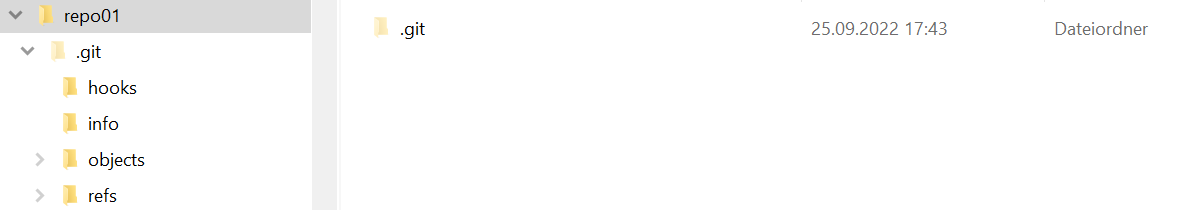 repo01
.git
hooks
info
objects
refs
.git 25.09.2022 17:43 Dateiordner